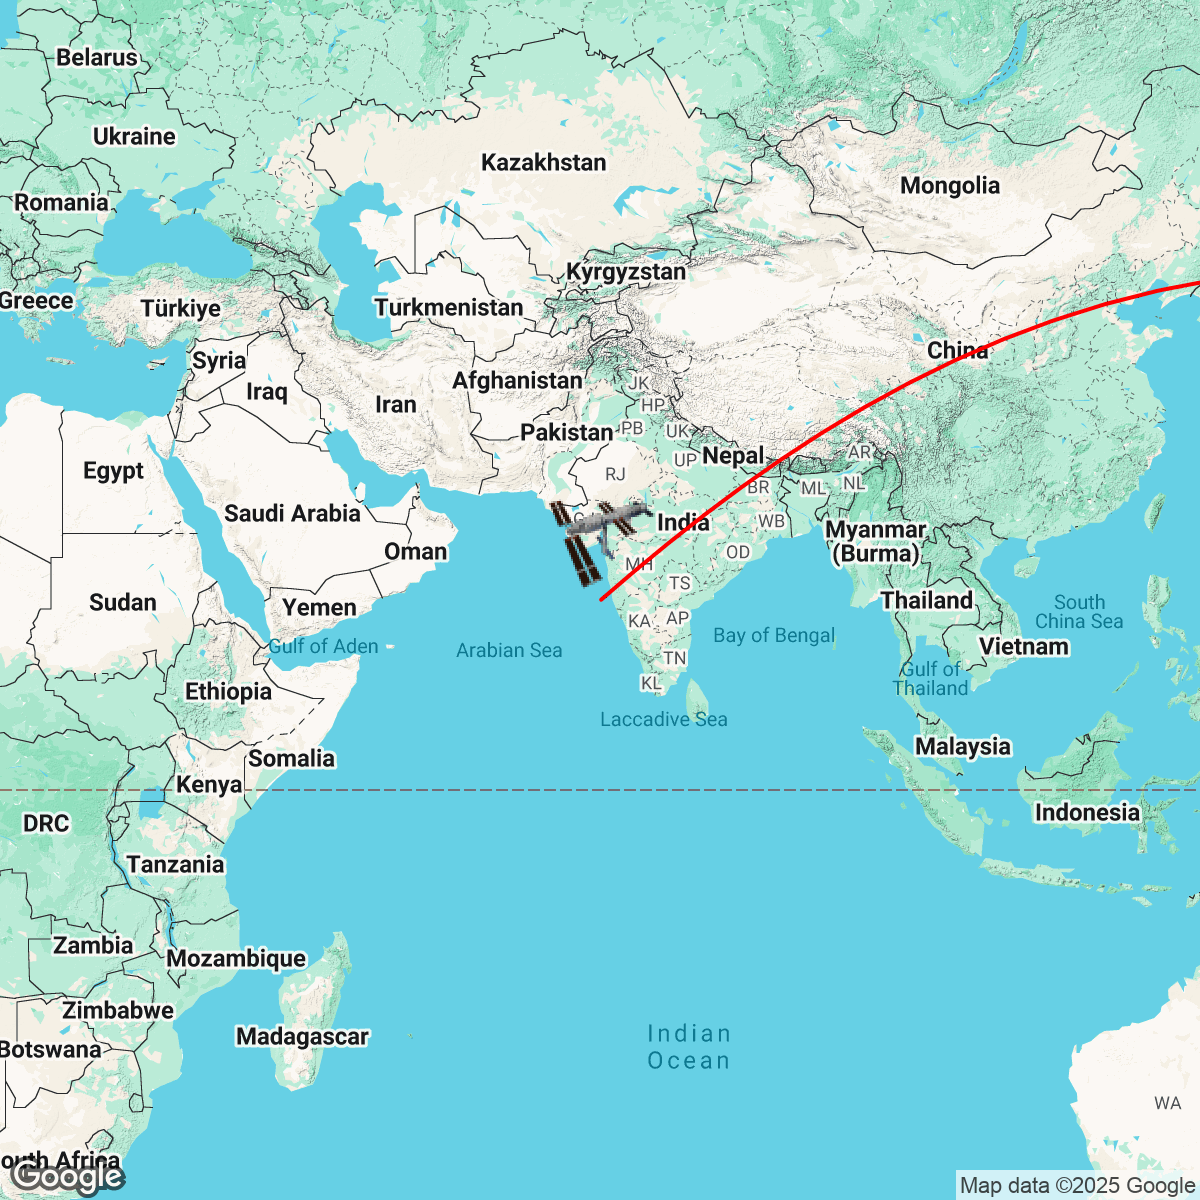 Belarus
Ukraine
Kazakhstan
Mongolia
Romania
Kyrgyzstan
Greece
Türkiye
Turkmenistan
Syria
China
Afghanistan
JK
Iraq
Iran
HP
Pakistan
PB
UK
Nepal
AR
UP
Egypt
RJ
BR
ML
NL
Saudi Arabia
G
India
WB
Myanmar
(Burma)
Oman
OD
MH
TS
Sudan
Yemen
Thailand
South
China Sea
KA
AP
Gulf of Aden
Arabian Sea
Bay of Bengal
Vietnam
TN
Gulf of
Thailand
Ethiopia
KL
Laccadive Sea
Malaysia
Somalia
Kenya
Indonesia
DRC
Tanzania
Zambia
Mozambique
Zimbabwe
Madagascar
Indian
Ocean
Botswana
WA
outh Africa
Google
Map data ©2025 Google